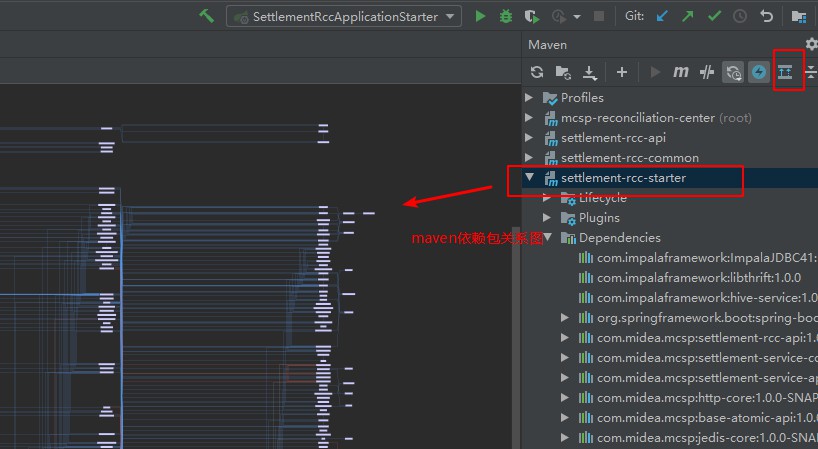 SettlementRccApplicationStarter
Git:
Maven
m
Profiles
mcsp-reconciliation-center (root)
settlement-rcc-api
settlement-rcc-common
settlement-rcc-starter
Lifecycle
Plugins
maven依赖包关系图
Dependencies
com.impalaframework:ImpalaJDBC41:
com.impalaframework:libthrift:1.0.0
com.impalaframework:hive-service:1.0
org.springframework.boot:spring-boo
com.midea.mcsp:settlement-rcc-api:1.0
com.midea.mcsp:settlement-service-co
com.midea.mcsp:settlement-service-ap
com.midea.mcsp:http-core:1.0.0-SNAP
com.midea.mcsp:base-atomic-api:1.0.0
com.midea.mcsp:jedis-core:1.0.0-SNAP